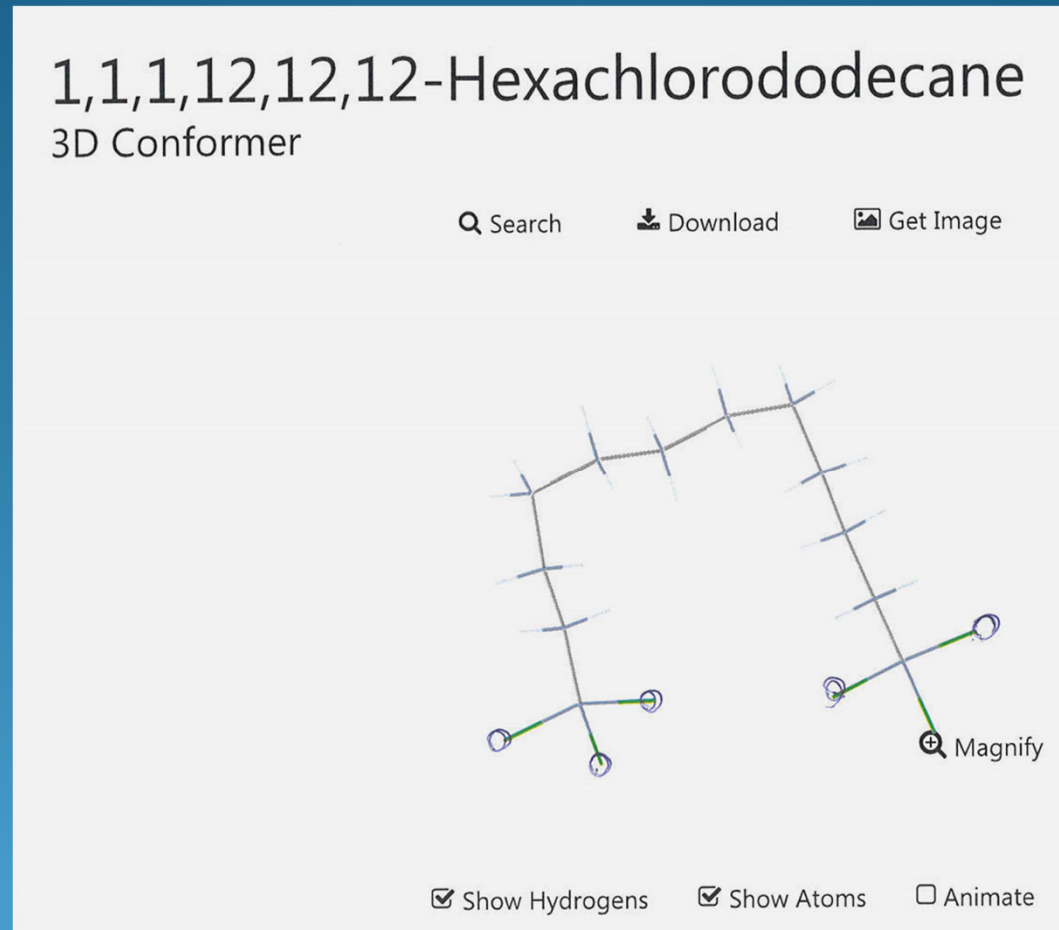 1,1,1,12,12,12-Hexachlorododecane
3D Conformer
Search Download Get Image
Magnify
Show Hydrogens Show Atoms Animate